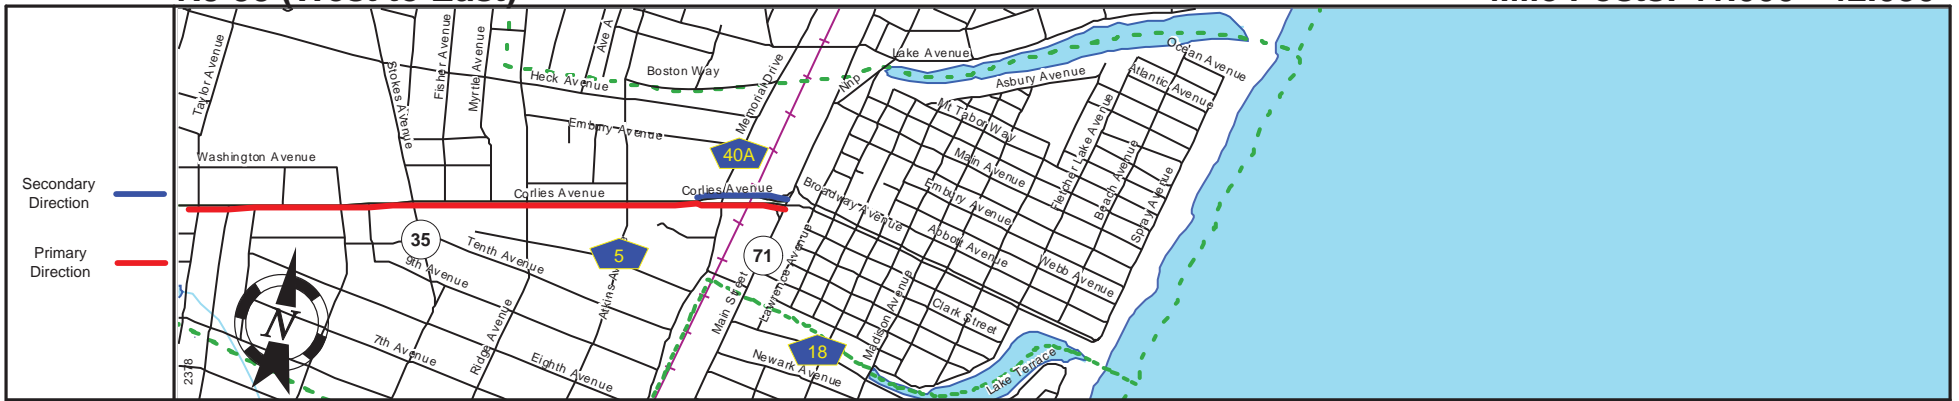 Secondary
Direction
Primary
Direction
Taylor Avenue
Stokes Avenue
Fisher Avenue
Myrtle Avenue
Ave A
Heck Avenue
Boston Way
Memorial Drive
Nnp
Lake Avenue
Asbury Avenue
Ocean Avenue
Atlantic Avenue
Embury Avenue
Mt Tabor Way
Main Avenue
Fletcher Lake Avenue
Beach Avenue
Spray Avenue
Washington Avenue
40A
Corlies Avenue
Corlies Avenue
Broadway Avenue
Embury Avenue
Abbott Avenue
Webb Avenue
35
Tenth Avenue
9th Avenue
5
71
Main Street
Lawrence Avenue
Madison Avenue
Clark Street
N
2378
7th Avenue
Ridge Avenue
Eighth Avenue
18
Newark Avenue
Lake Terrace